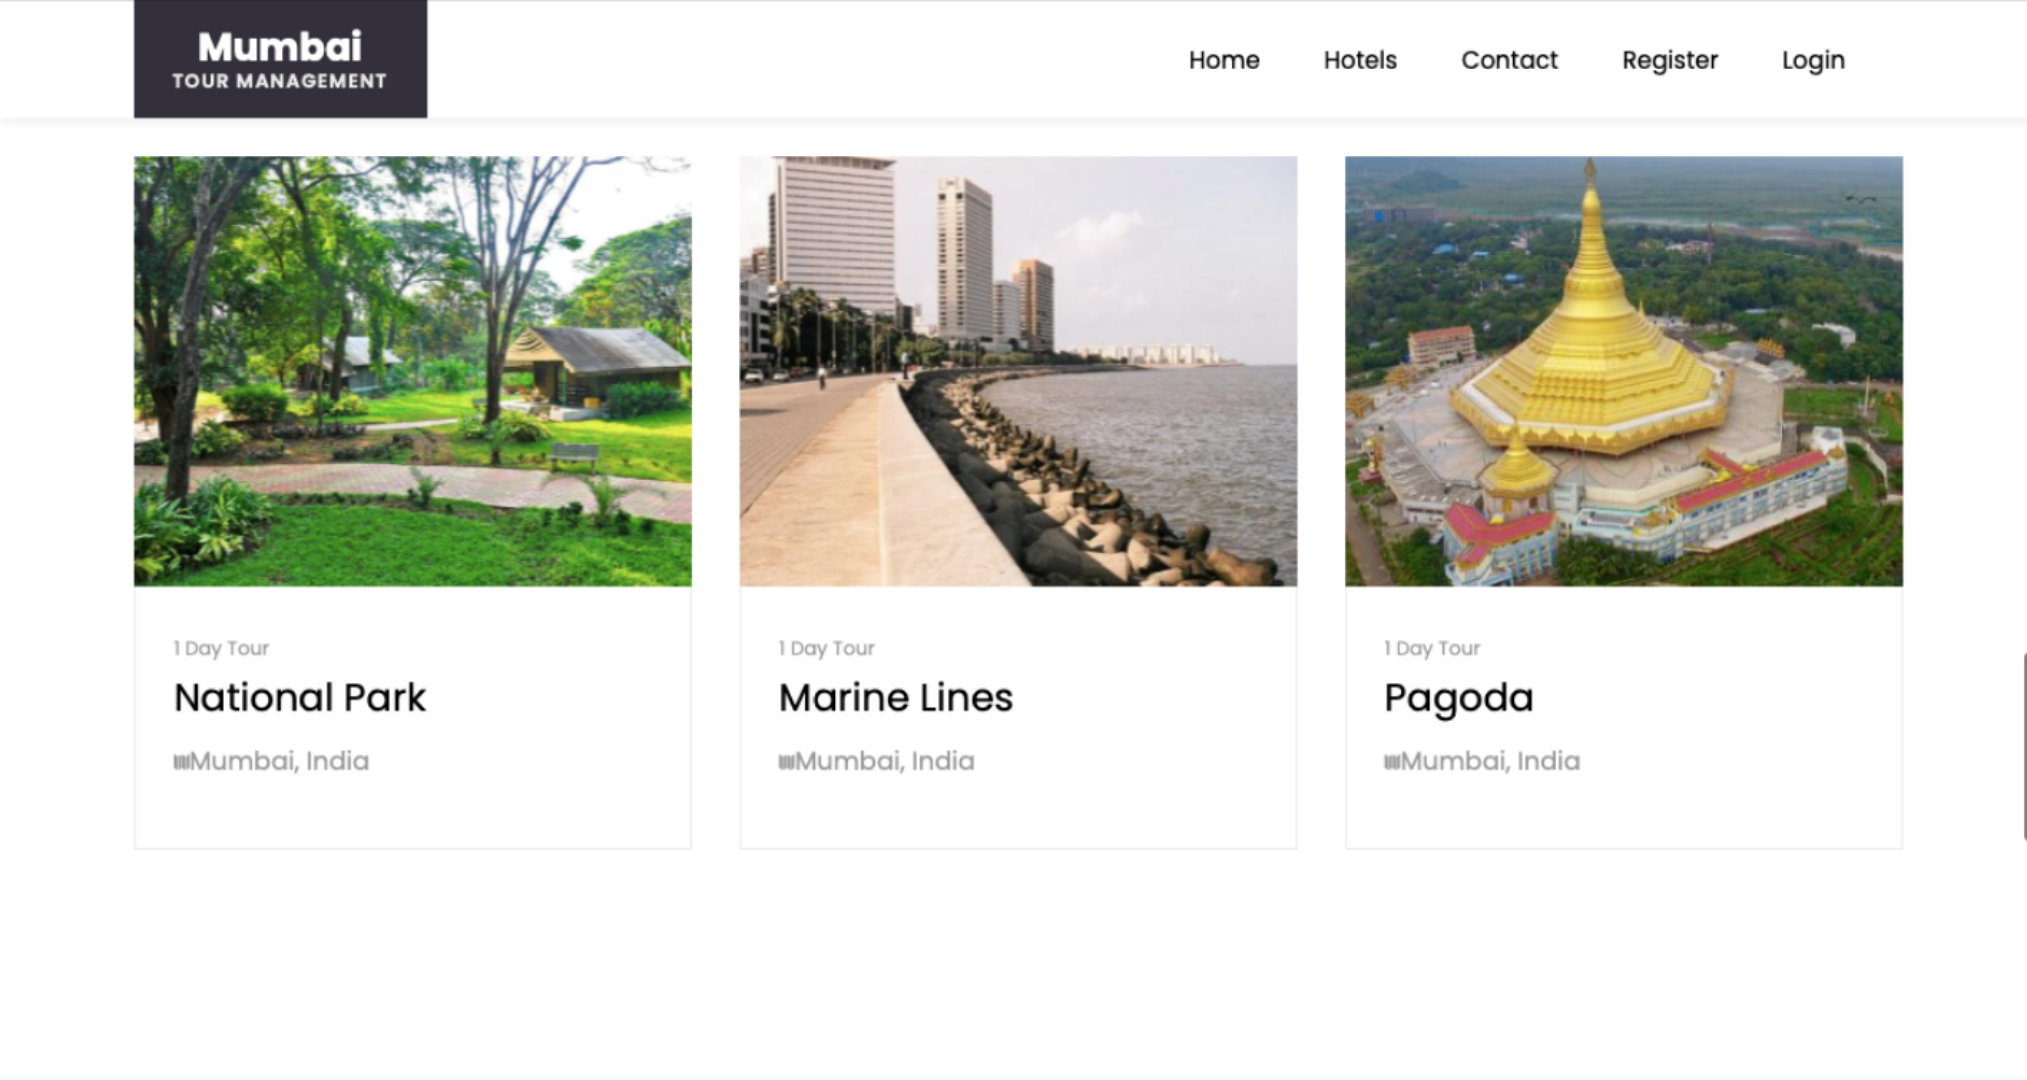 Mumbai
TOUR MANAGEMENT
Home Hotels Contact Register Login
1 Day Tour
National Park
Mumbai, India
1 Day Tour
Marine Lines
Mumbai, India
1 Day Tour
Pagoda
Mumbai, India